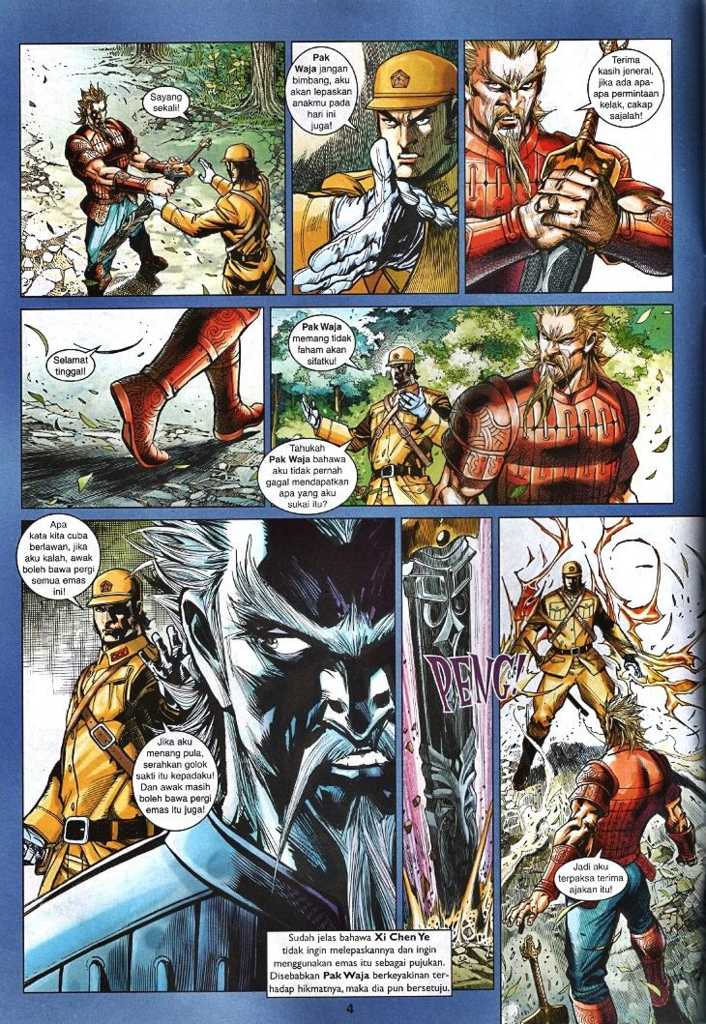 Sayang
sekali!
Pak
Waja jangan
bimbang, aku
akan lepaskan
anakmu pada
hari ini
juga!
Terima
kasih jeneral,
jika ada apa-
apa permintaan
kelak, cakap
sajalah!
Selamat
tinggal!
Pak Waja
memang tidak
faham akan
sifatku!
Tahukah
Pak Waja bahawa
aku tidak pernah
gagal mendapatkan
apa yang aku
sukai itu?
Apa
kata kita cuba
berlawan, jika
aku kalah, awak
boleh bawa pergi
semua emas
ini!
Jika aku
menang pula,
serahkan golok
sakti itu kepadaku!
Dan awak masih
boleh bawa pergi
itu juga!
PENG!
Jadi aku
terpaksa terima
ajakan itu!
Sudah jelas bahawa Xi Chen Ye
tidak ingin melepaskannya dan ingin
menggunakan emas itu sebagai pujukan.
Disebabkan Pak Waja berkeyakinan ter-
hadap hikmatnya, maka dia pun bersetuju.
4